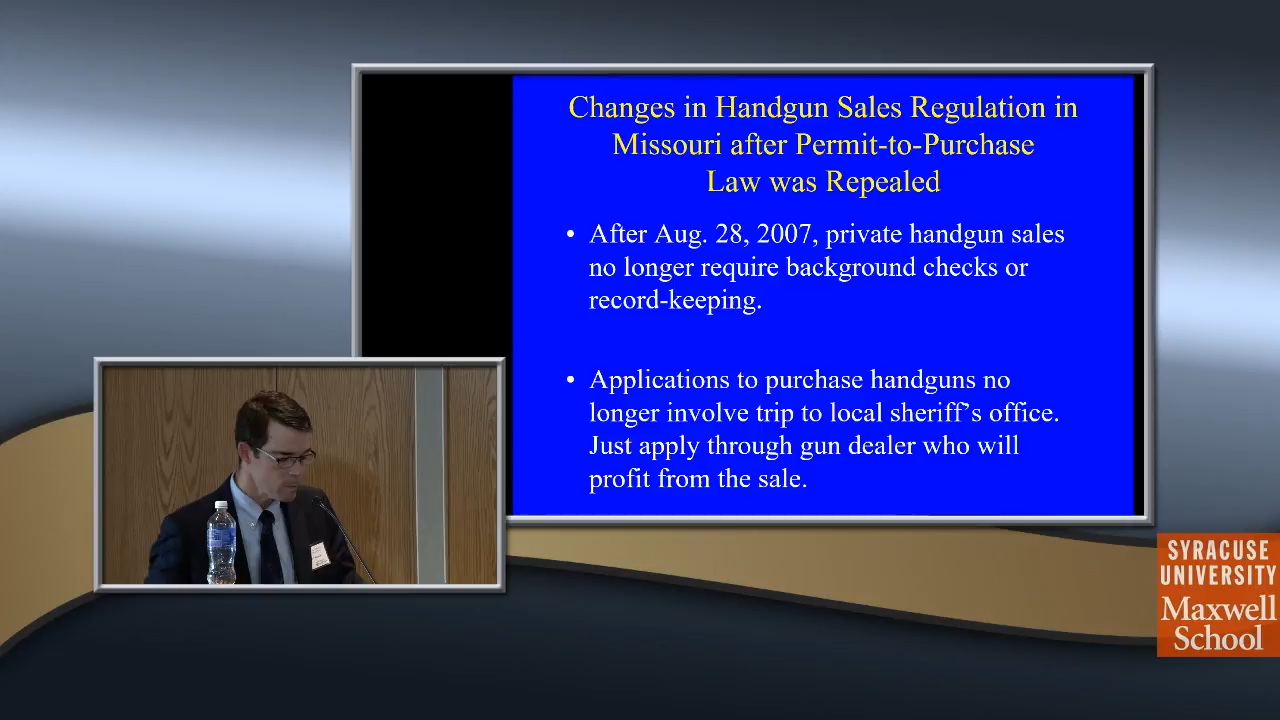 Changes in Handgun Sales Regulation in
Missouri after Permit-to-Purchase
Law was Repealed
• After Aug. 28, 2007, private handgun sales
no longer require background checks or
record-keeping.
• Applications to purchase handguns no
longer involve trip to local sheriff’s office.
Just apply through gun dealer who will
profit from the sale.
SYRACUSE
UNIVERSITY
Maxwell
School